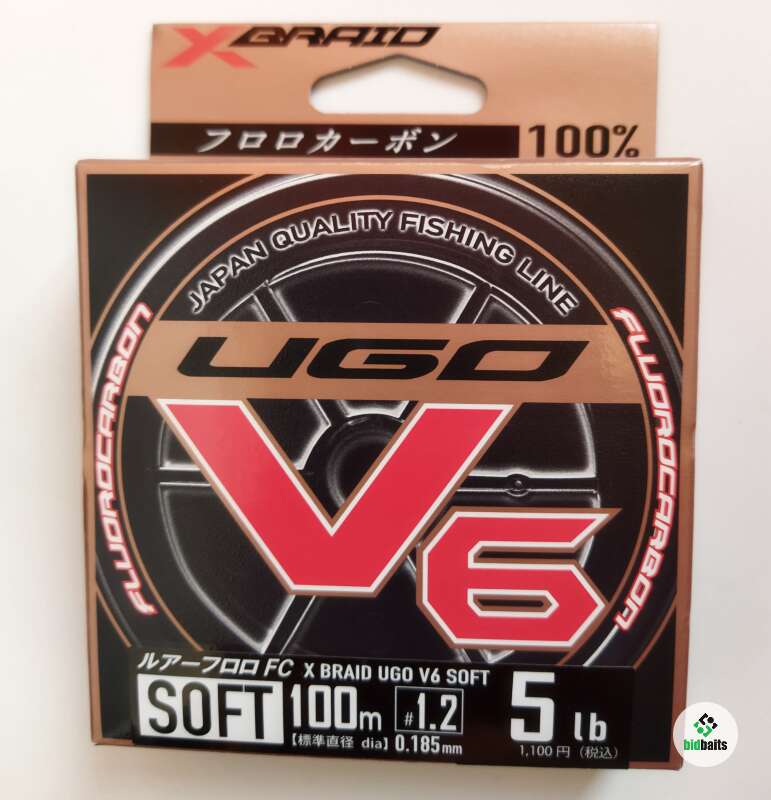 X BRAID
フロロカーボン 100%
JAPAN QUALITY FISHING LINE
UGO
FLUOROCARBON
FLUOROCARBON
V6
ルアーフロロ FC X BRAID UGO V6 SOFT
SOFT 100m #1.2 5 lb
【標準直径 dia】 0.185mm 1,100円 (税込)
bidbaits